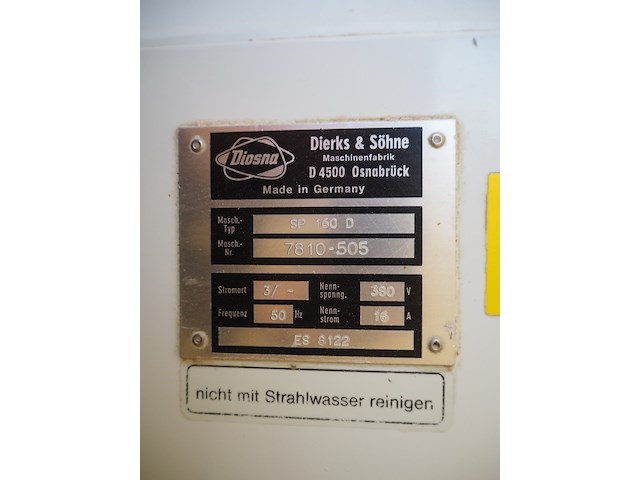 Diosna
Dierks & Söhne
Maschinenfabrik
D 4500 Osnabrück
Made in Germany
Masch.-Typ SP 160 D
Masch.-Nr. 7810-505
Stromart 3/ - Nenn-spanng. 380 V
Frequenz 50 Hz Nenn-strom 16 A
ES 6122
nicht mit Strahlwasser reinigen